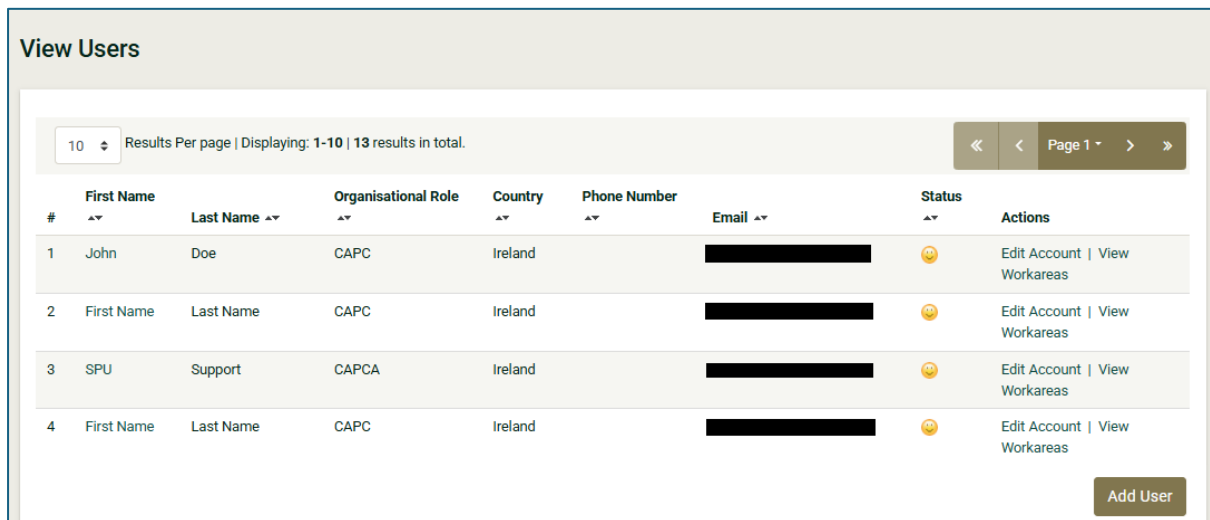 View Users
10 Results Per page | Displaying: 1-10 | 13 results in total.
« < Page 1 > »
# First Name Last Name Organisational Role Country Phone Number Email Status Actions
1 John Doe CAPC Ireland Edit Account | View Workareas
2 First Name Last Name CAPC Ireland Edit Account | View Workareas
3 SPU Support CAPCA Ireland Edit Account | View Workareas
4 First Name Last Name CAPC Ireland Edit Account | View Workareas
Add User